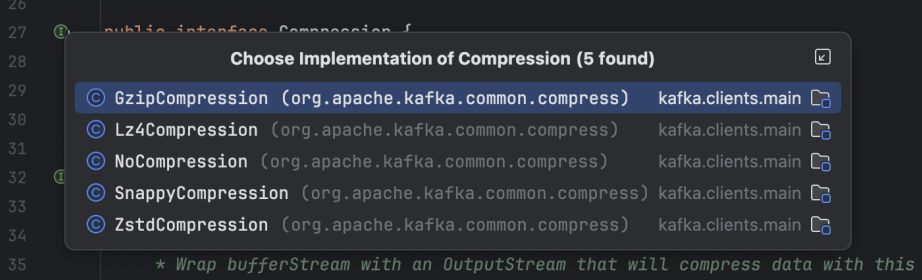 26
27 public interface Compression {
Choose Implementation of Compression (5 found)
28
GzipCompression (org.apache.kafka.common.compress) kafka.clients.main
29
Lz4Compression (org.apache.kafka.common.compress) kafka.clients.main
30
NoCompression (org.apache.kafka.common.compress) kafka.clients.main
31
SnappyCompression (org.apache.kafka.common.compress) kafka.clients.main
32
ZstdCompression (org.apache.kafka.common.compress) kafka.clients.main
33
34
35 * Wrap bufferStream with an OutputStream that will compress data with this